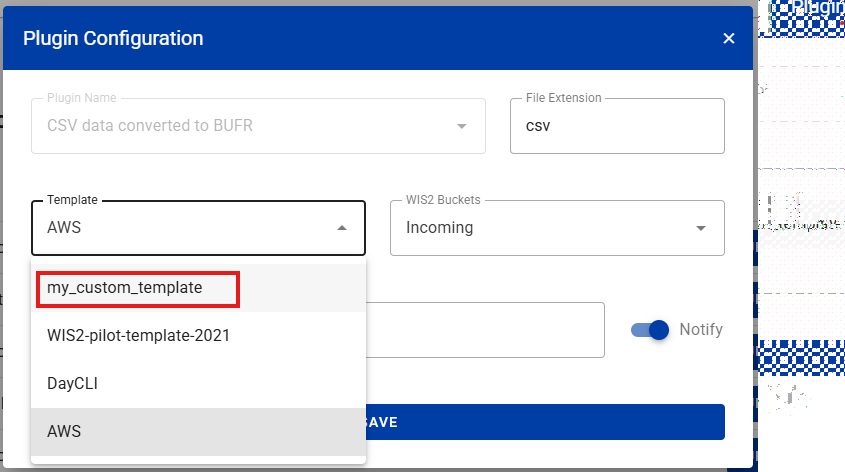 Plugin Configuration
Plugin
Plugin Name
CSV data converted to BUFR
File Extension
csv
Template
AWS
WIS2 Buckets
Incoming
my_custom_template
WIS2-pilot-template-2021
Notify
DayCLI
AWS